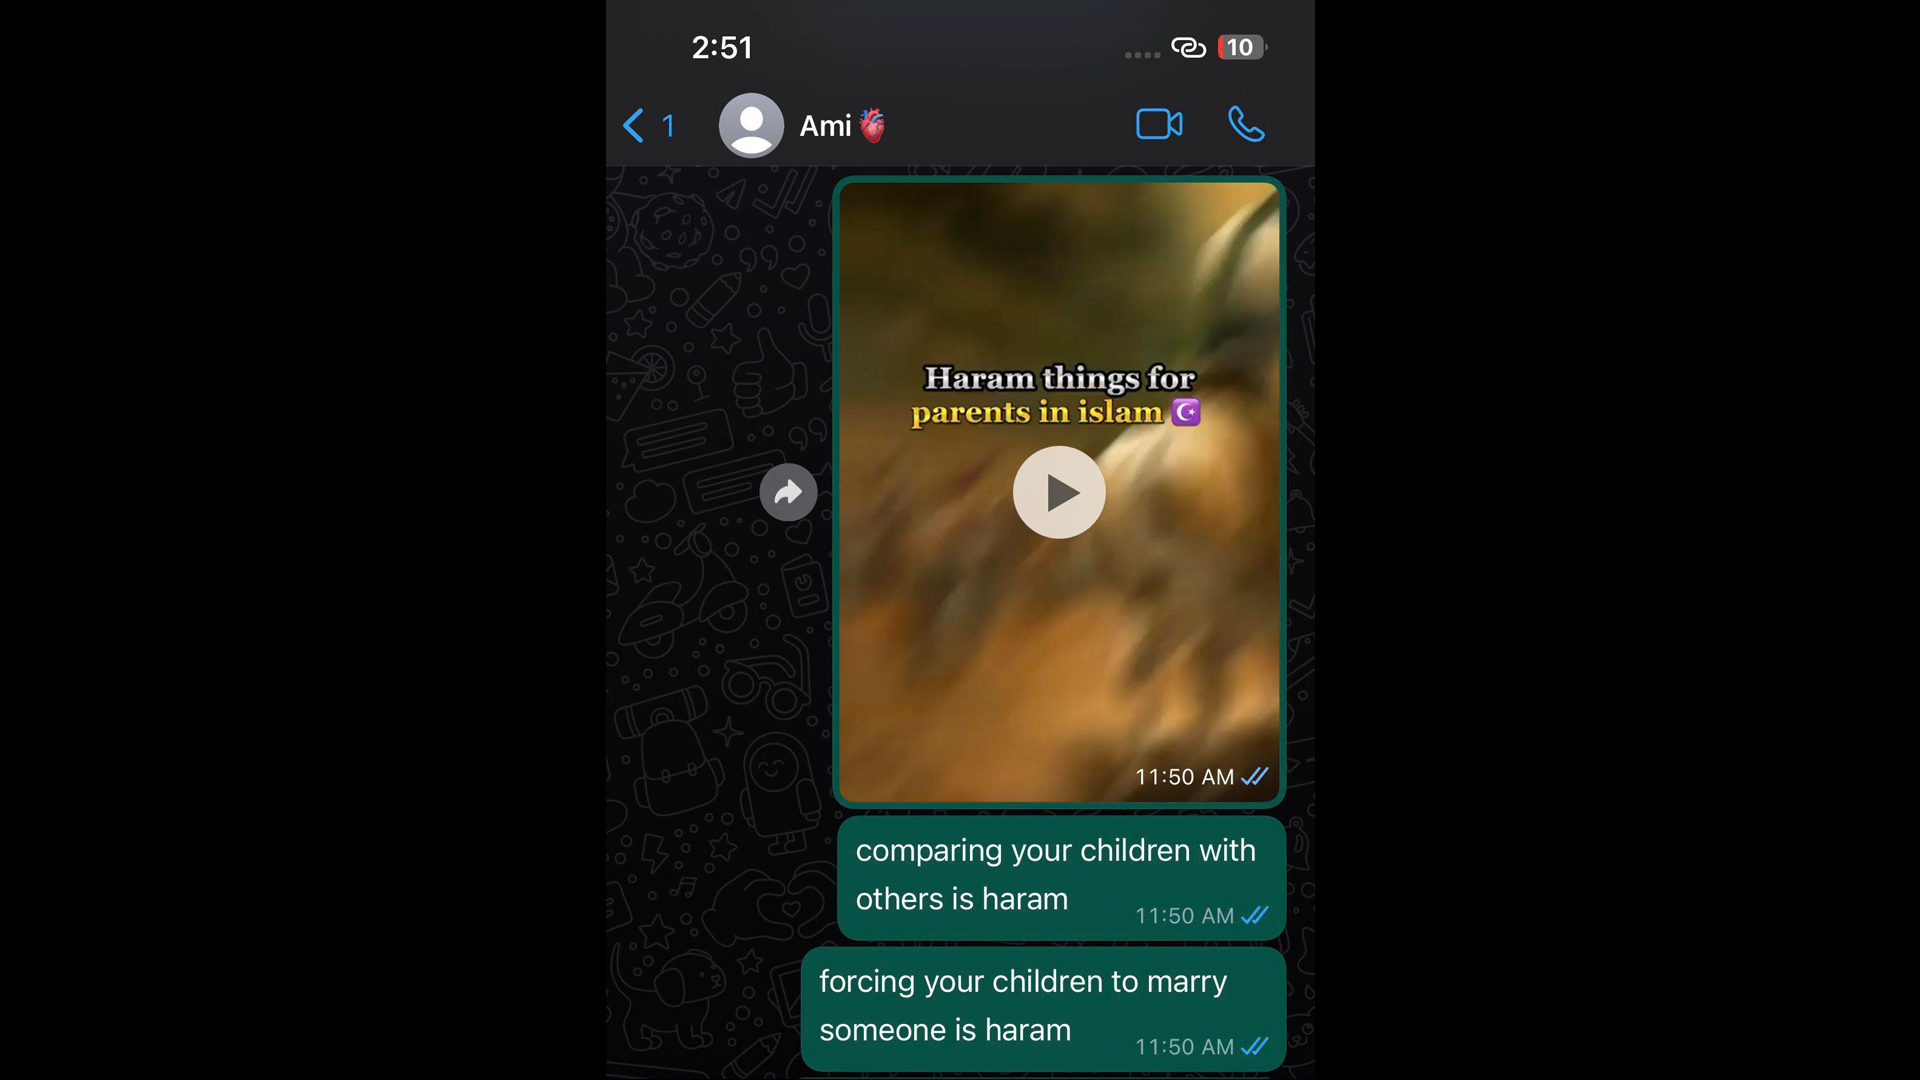 2:51
10
1
Ami🫀
Haram things for
parents in islam ☪️
11:50 AM
comparing your children with
others is haram
11:50 AM
forcing your children to marry
someone is haram
11:50 AM